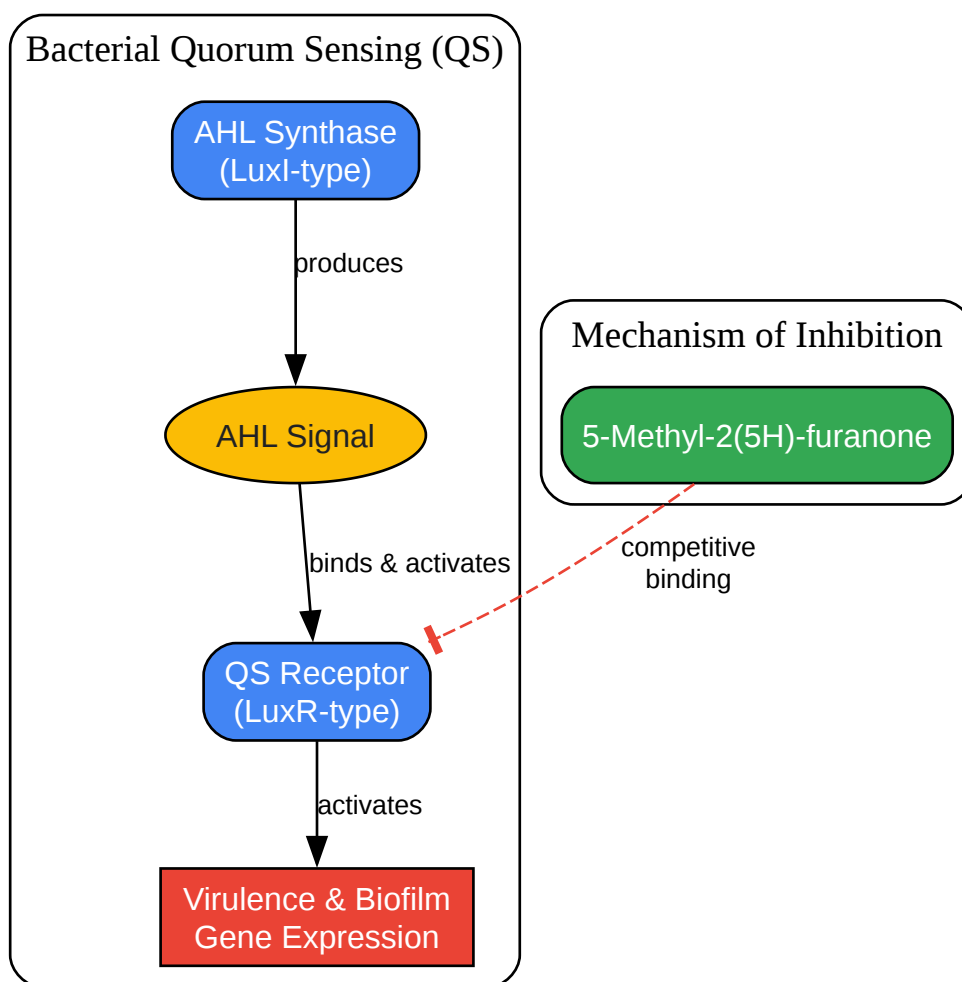 Bacterial Quorum Sensing (QS)
AHL Synthase
(LuxI-type)
produces
AHL Signal
binds & activates
QS Receptor
(LuxR-type)
activates
Virulence & Biofilm
Gene Expression
Mechanism of Inhibition
5-Methyl-2(5H)-furanone
competitive
binding